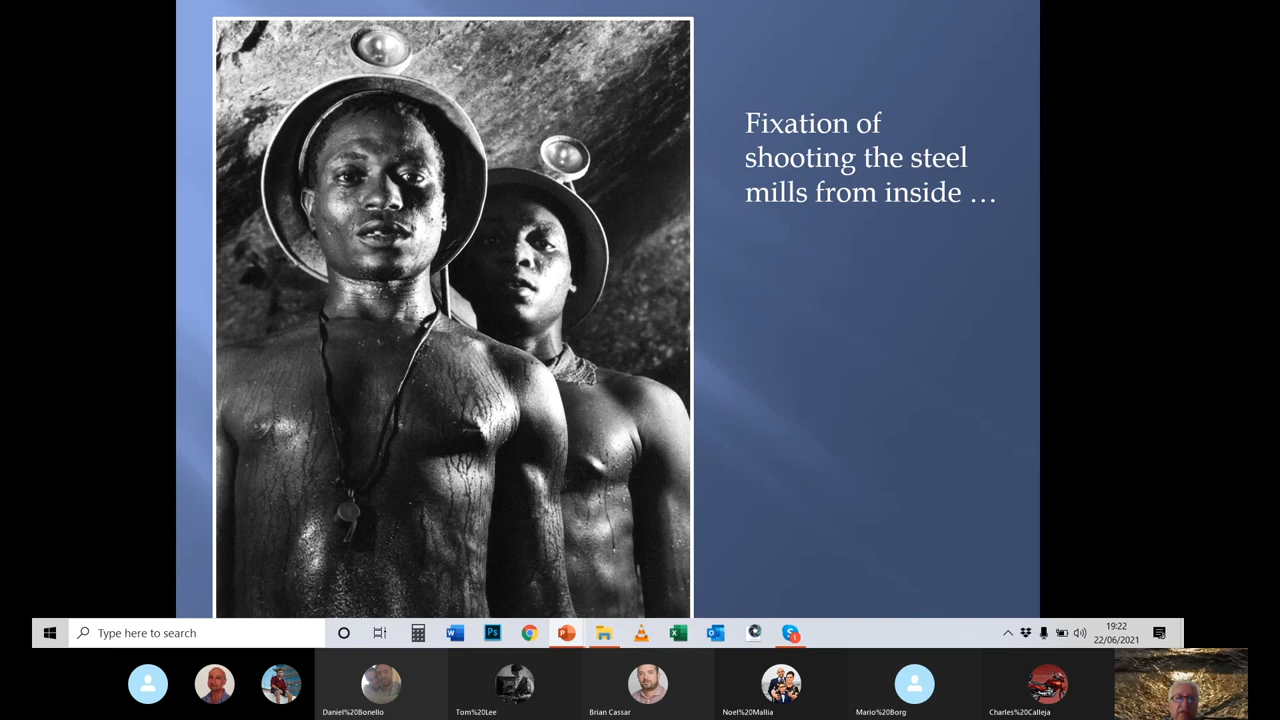 Fixation of
shooting the steel
mills from inside …
Type here to search
19:22
22/06/2021
Daniel%20Bonello
Tom%20Lee
Brian Cassar
Noel%20Mallia
Mario%20Borg
Charles%20Calleja